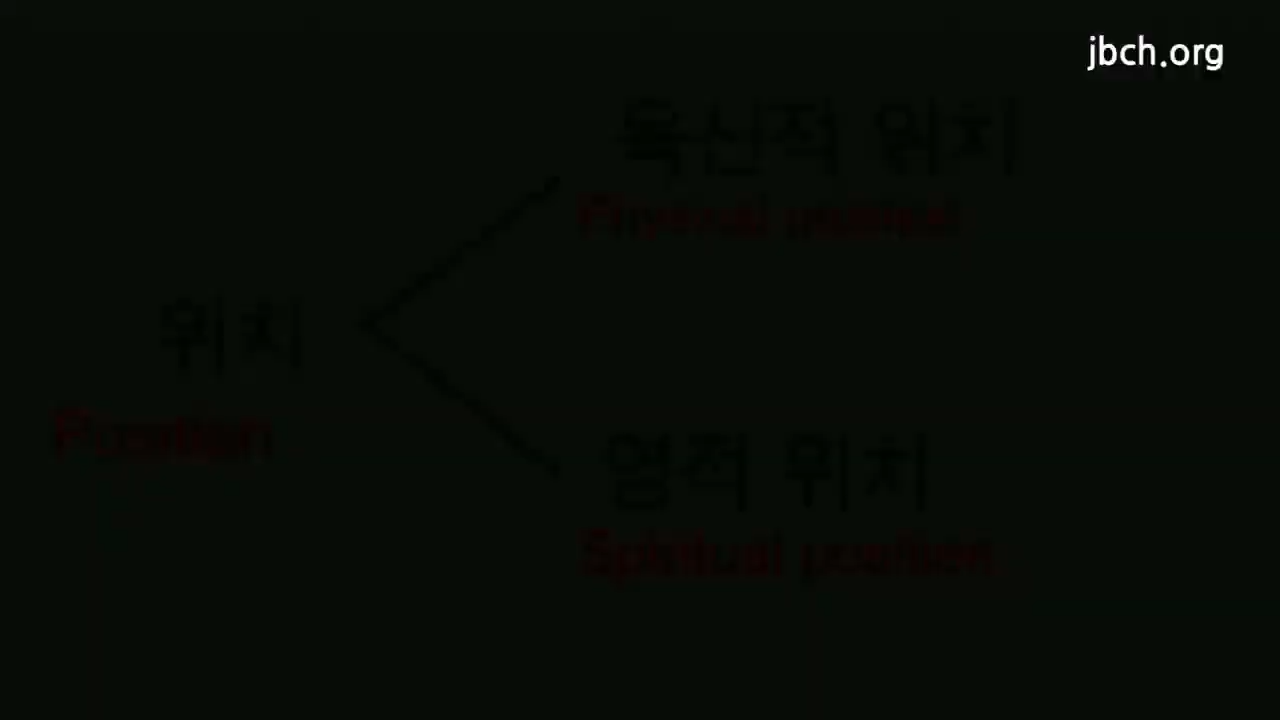 jbch.org
육신적 위치
Physical position
위치
Position
영적 위치
Spiritual position